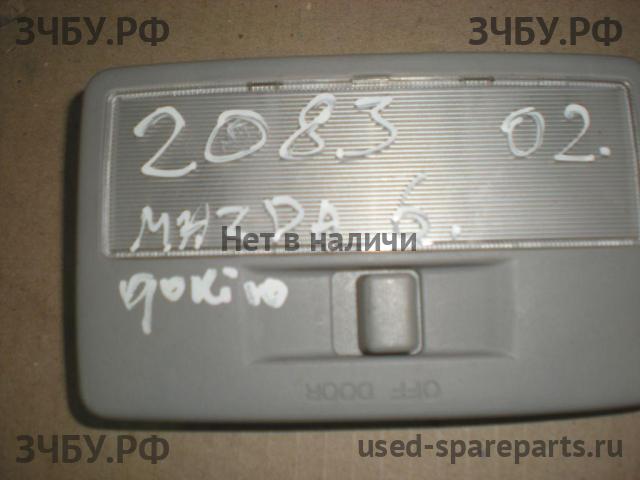 ЗЧБУ.РФ ЗЧБУ.РФ
2083 02.
MAZDA 6.
Нет в наличи
OFF DOOR
ЗЧБУ.РФ used-spareparts.ru